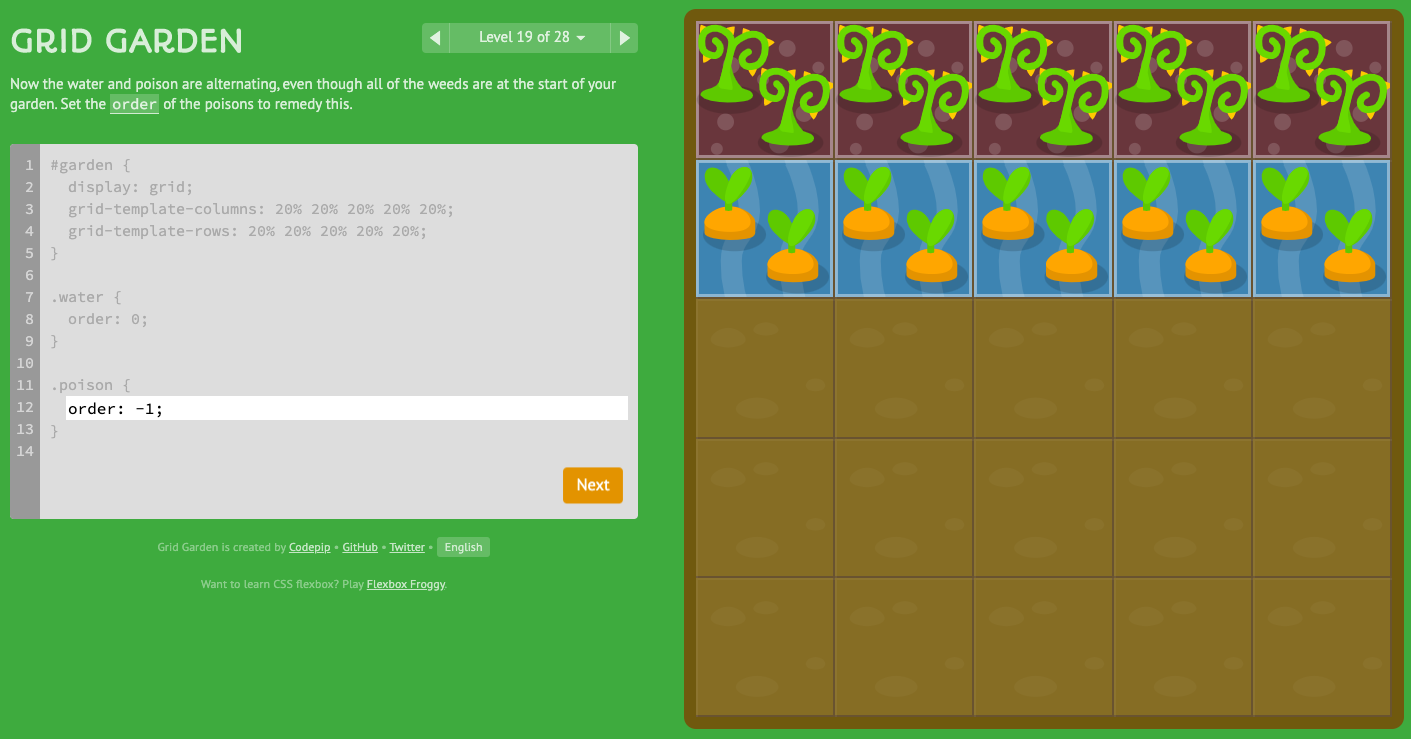 GRID GARDEN
Level 19 of 28
Now the water and poison are alternating, even though all of the weeds are at the start of your
garden. Set the order of the poisons to remedy this.
1 #garden {
2 display: grid;
3 grid-template-columns: 20% 20% 20% 20% 20%;
4 grid-template-rows: 20% 20% 20% 20% 20%;
5 }
6
7 .water {
8 order: 0;
9 }
10
11 .poison {
12 order: -1;
13 }
14
Next
Grid Garden is created by Codepip • GitHub • Twitter • English
Want to learn CSS flexbox? Play Flexbox Froggy.